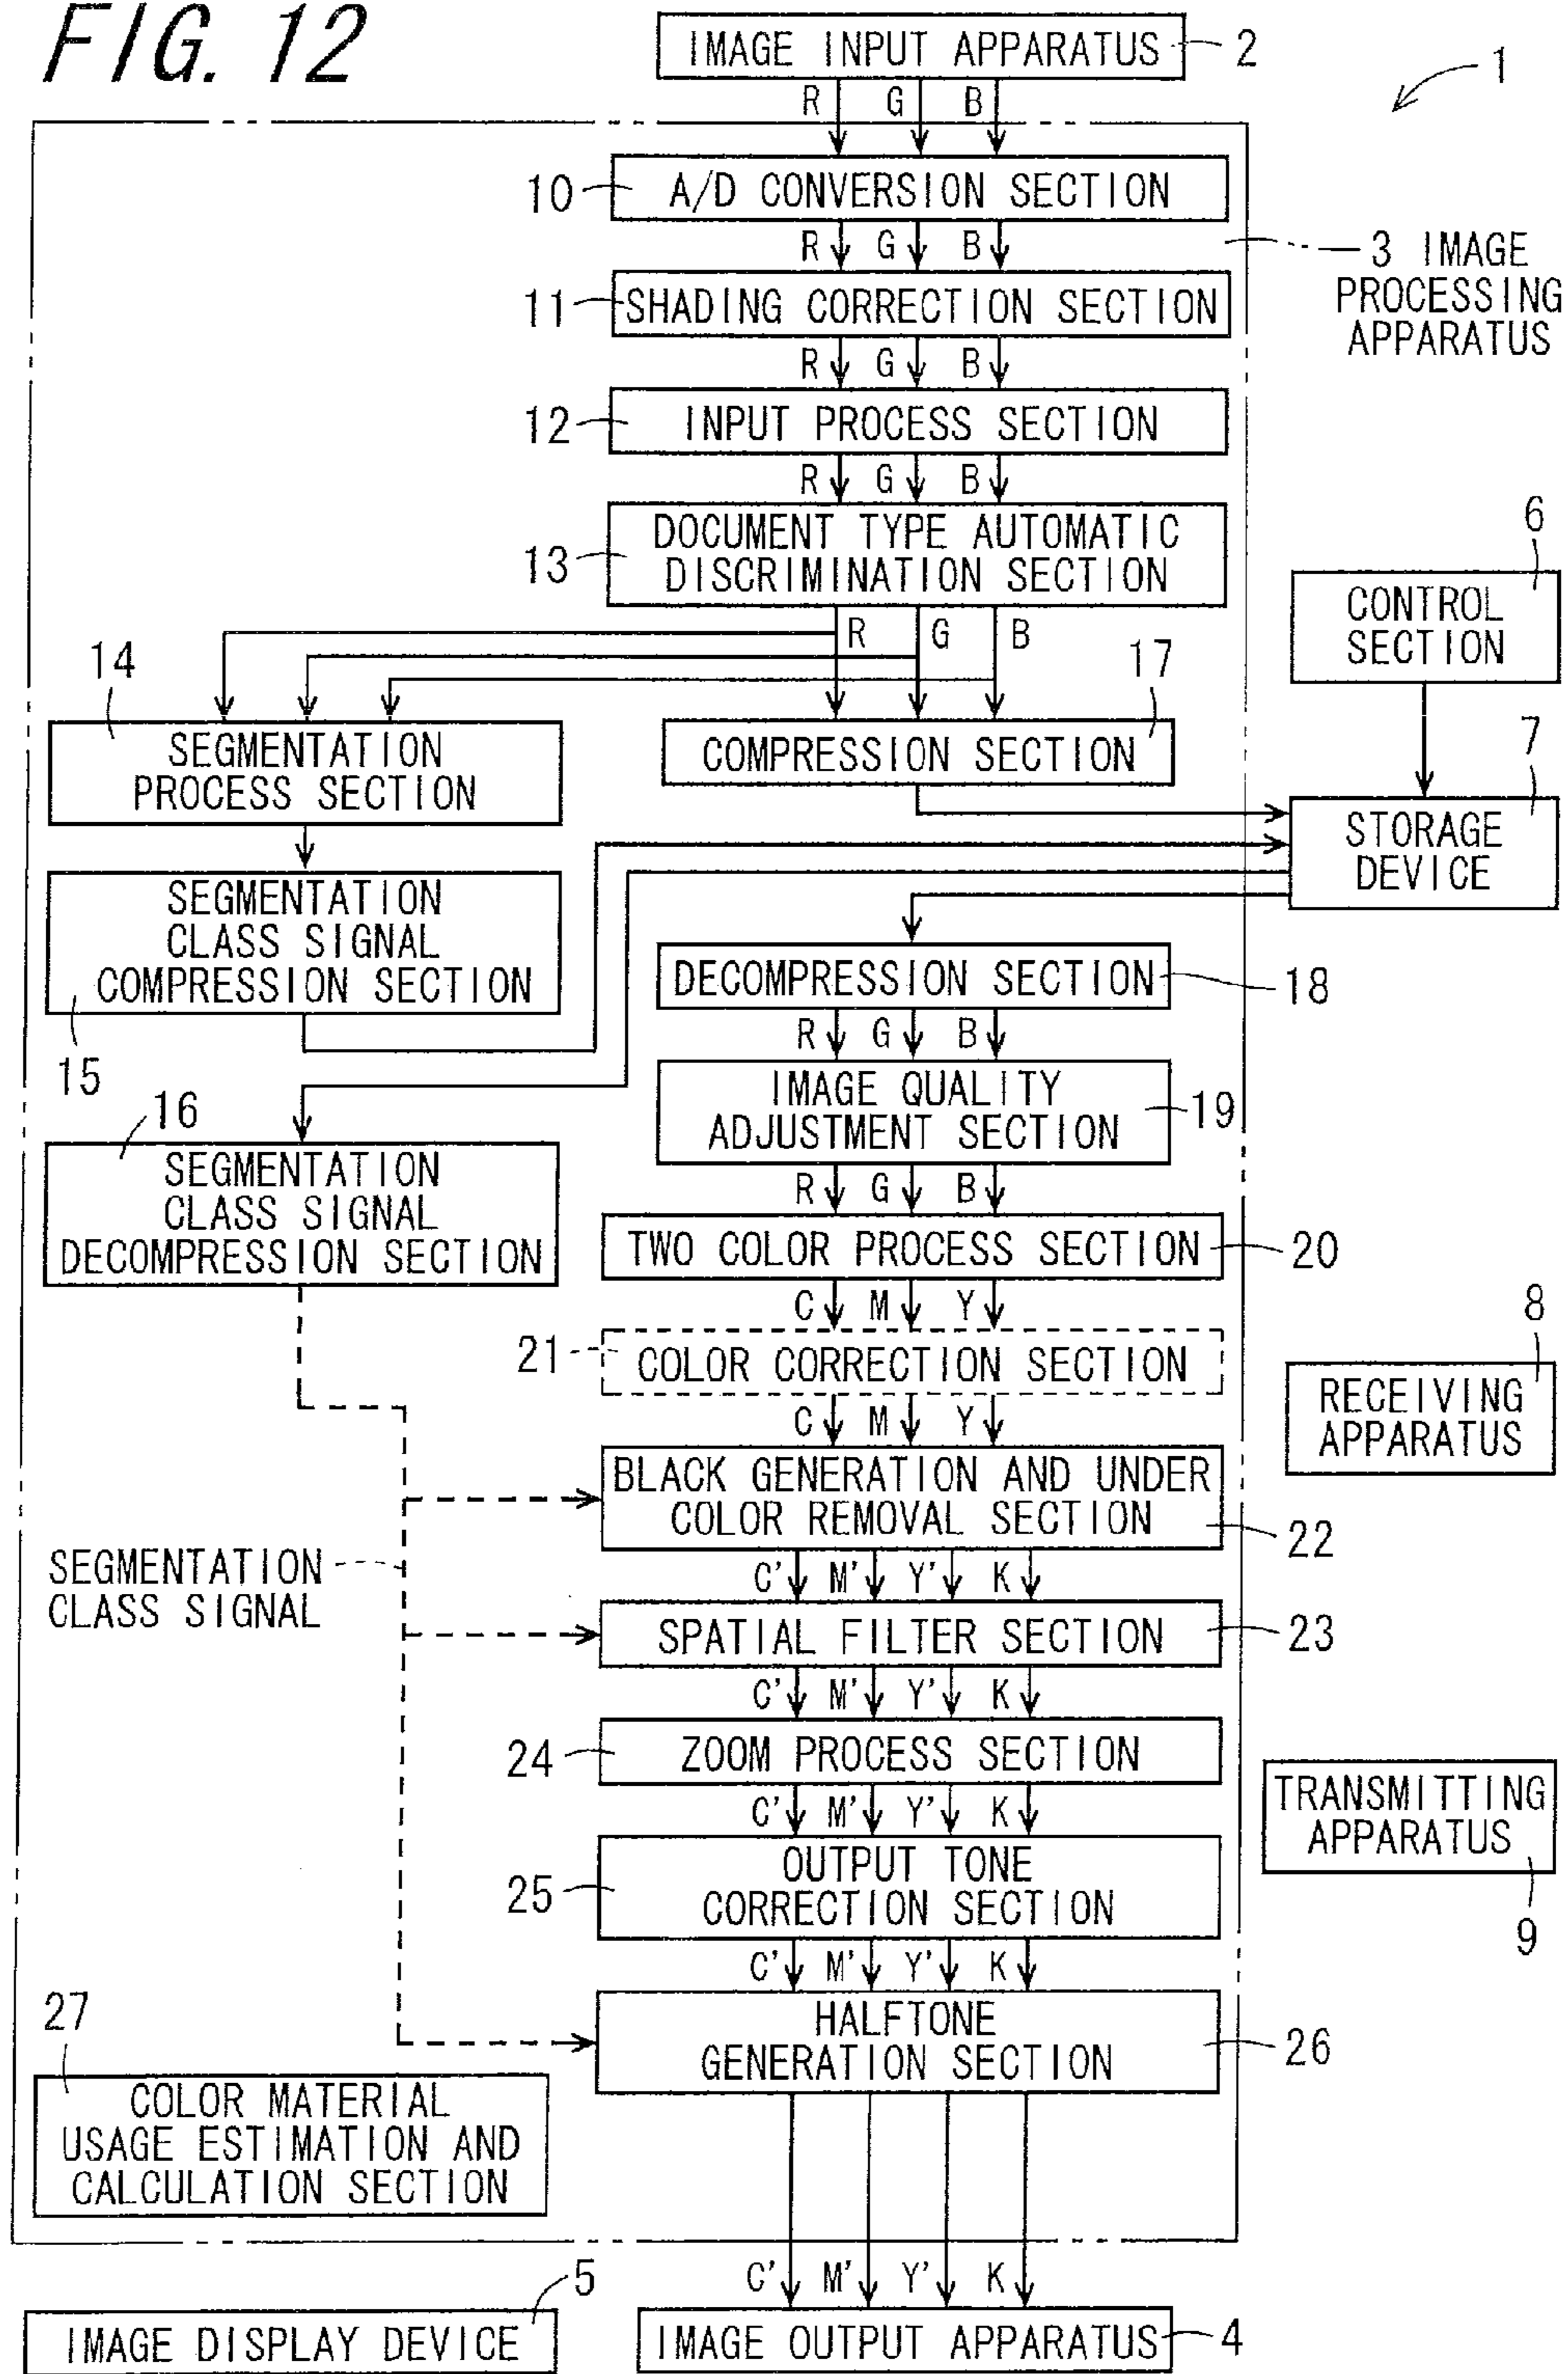 FIG. 12
IMAGE INPUT APPARATUS
2
1
R G B
10
A/D CONVERSION SECTION
R G B
3 IMAGE
PROCESSING
APPARATUS
11
SHADING CORRECTION SECTION
R G B
12
INPUT PROCESS SECTION
R G B
13
DOCUMENT TYPE AUTOMATIC
DISCRIMINATION SECTION
R G B
6
CONTROL
SECTION
14
SEGMENTATION
PROCESS SECTION
17
COMPRESSION SECTION
7
STORAGE
DEVICE
SEGMENTATION
CLASS SIGNAL
COMPRESSION SECTION
15
DECOMPRESSION SECTION
18
R G B
IMAGE QUALITY
ADJUSTMENT SECTION
19
16
SEGMENTATION
CLASS SIGNAL
DECOMPRESSION SECTION
R G B
TWO COLOR PROCESS SECTION
20
C M Y
21
COLOR CORRECTION SECTION
8
RECEIVING
APPARATUS
C M Y
BLACK GENERATION AND UNDER
COLOR REMOVAL SECTION
22
SEGMENTATION
CLASS SIGNAL
C' M' Y' K
SPATIAL FILTER SECTION
23
C' M' Y' K
24
ZOOM PROCESS SECTION
TRANSMITTING
APPARATUS
9
C' M' Y' K
25
OUTPUT TONE
CORRECTION SECTION
C' M' Y' K
HALFTONE
GENERATION SECTION
26
27
COLOR MATERIAL
USAGE ESTIMATION AND
CALCULATION SECTION
C' M' Y' K
5
IMAGE DISPLAY DEVICE
IMAGE OUTPUT APPARATUS
4